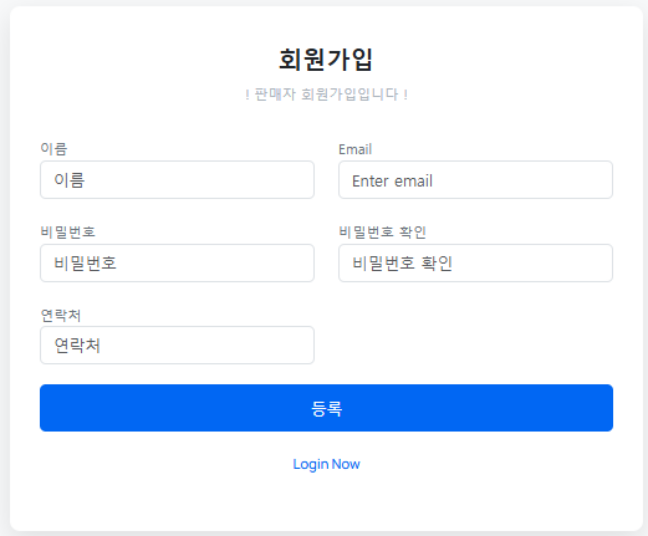 회원가입
! 판매자 회원가입입니다 !
이름 Email
이름 Enter email
비밀번호 비밀번호 확인
비밀번호 비밀번호 확인
연락처
연락처
등록
Login Now